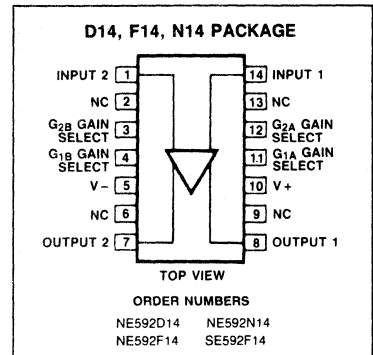 D14, F14, N14 PACKAGE
INPUT 2 1 14 INPUT 1
NC 2 13 NC
G2B GAIN SELECT 3 12 G2A GAIN SELECT
G1B GAIN SELECT 4 11 G1A GAIN SELECT
V- 5 10 V+
NC 6 9 NC
OUTPUT 2 7 8 OUTPUT 1
TOP VIEW
ORDER NUMBERS
NE592D14 NE592N14
NE592F14 SE592F14